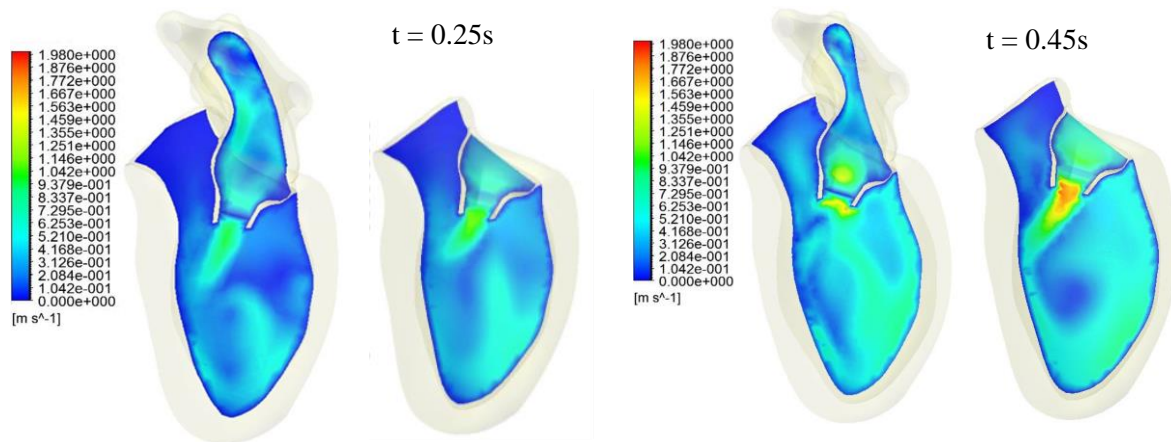 t = 0.25s
1.980e+000
1.876e+000
1.772e+000
1.667e+000
1.563e+000
1.459e+000
1.355e+000
1.251e+000
1.146e+000
1.042e+000
9.379e-001
8.337e-001
7.295e-001
6.253e-001
5.210e-001
4.168e-001
3.126e-001
2.084e-001
1.042e-001
0.000e+000
[m s^-1]
t = 0.45s
1.980e+000
1.876e+000
1.772e+000
1.667e+000
1.563e+000
1.459e+000
1.355e+000
1.251e+000
1.146e+000
1.042e+000
9.379e-001
8.337e-001
7.295e-001
6.253e-001
5.210e-001
4.168e-001
3.126e-001
2.084e-001
1.042e-001
0.000e+000
[m s^-1]